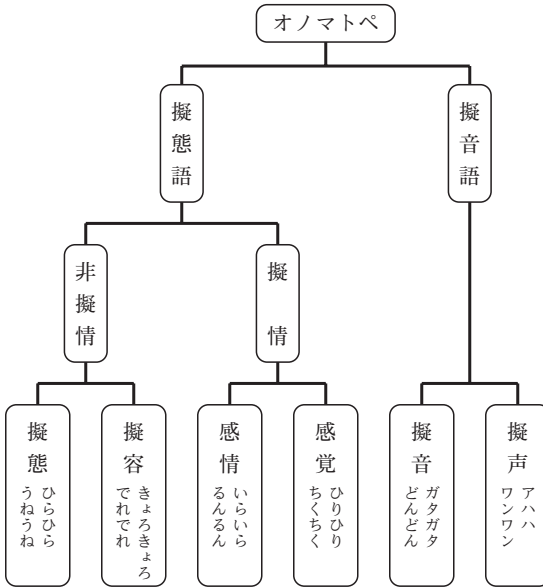 オノマトペ
擬音語
擬態語
擬情
非擬情
擬声
アハハ
ワンワン
擬音
ガタガタ
どんどん
感覚
ひりひり
ちくちく
感情
いらいら
るんるん
擬容
きょろきょろ
でれでれ
擬態
ひらひら
うねうね